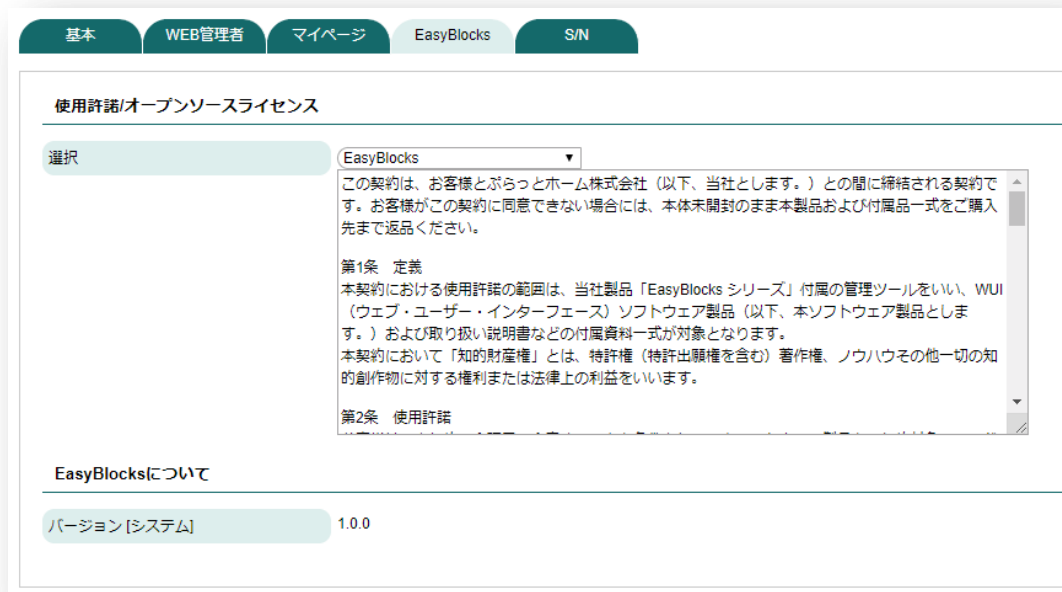 基本 WEB管理者 マイページ EasyBlocks S/N
使用許諾/オープンソースライセンス
選択 EasyBlocks
この契約は、お客様とぷらっとホーム株式会社(以下、当社とします。)との間に締結される契約で
す。お客様がこの契約に同意できない場合には、本体未開封のまま本製品および付属品一式をご購入
先まで返品ください。
第1条 定義
本契約における使用許諾の範囲は、当社製品「EasyBlocks シリーズ」付属の管理ツールをいい、WUI
(ウェブ・ユーザー・インターフェース)ソフトウェア製品(以下、本ソフトウェア製品としま
す。)および取り扱い説明書などの付属資料一式が対象となります。
本契約において「知的財産権」とは、特許権(特許出願権を含む)著作権、ノウハウその他一切の知
的創作物に対する権利または法律上の利益をいいます。
第2条 使用許諾
EasyBlocksについて
バージョン [システム] 1.0.0